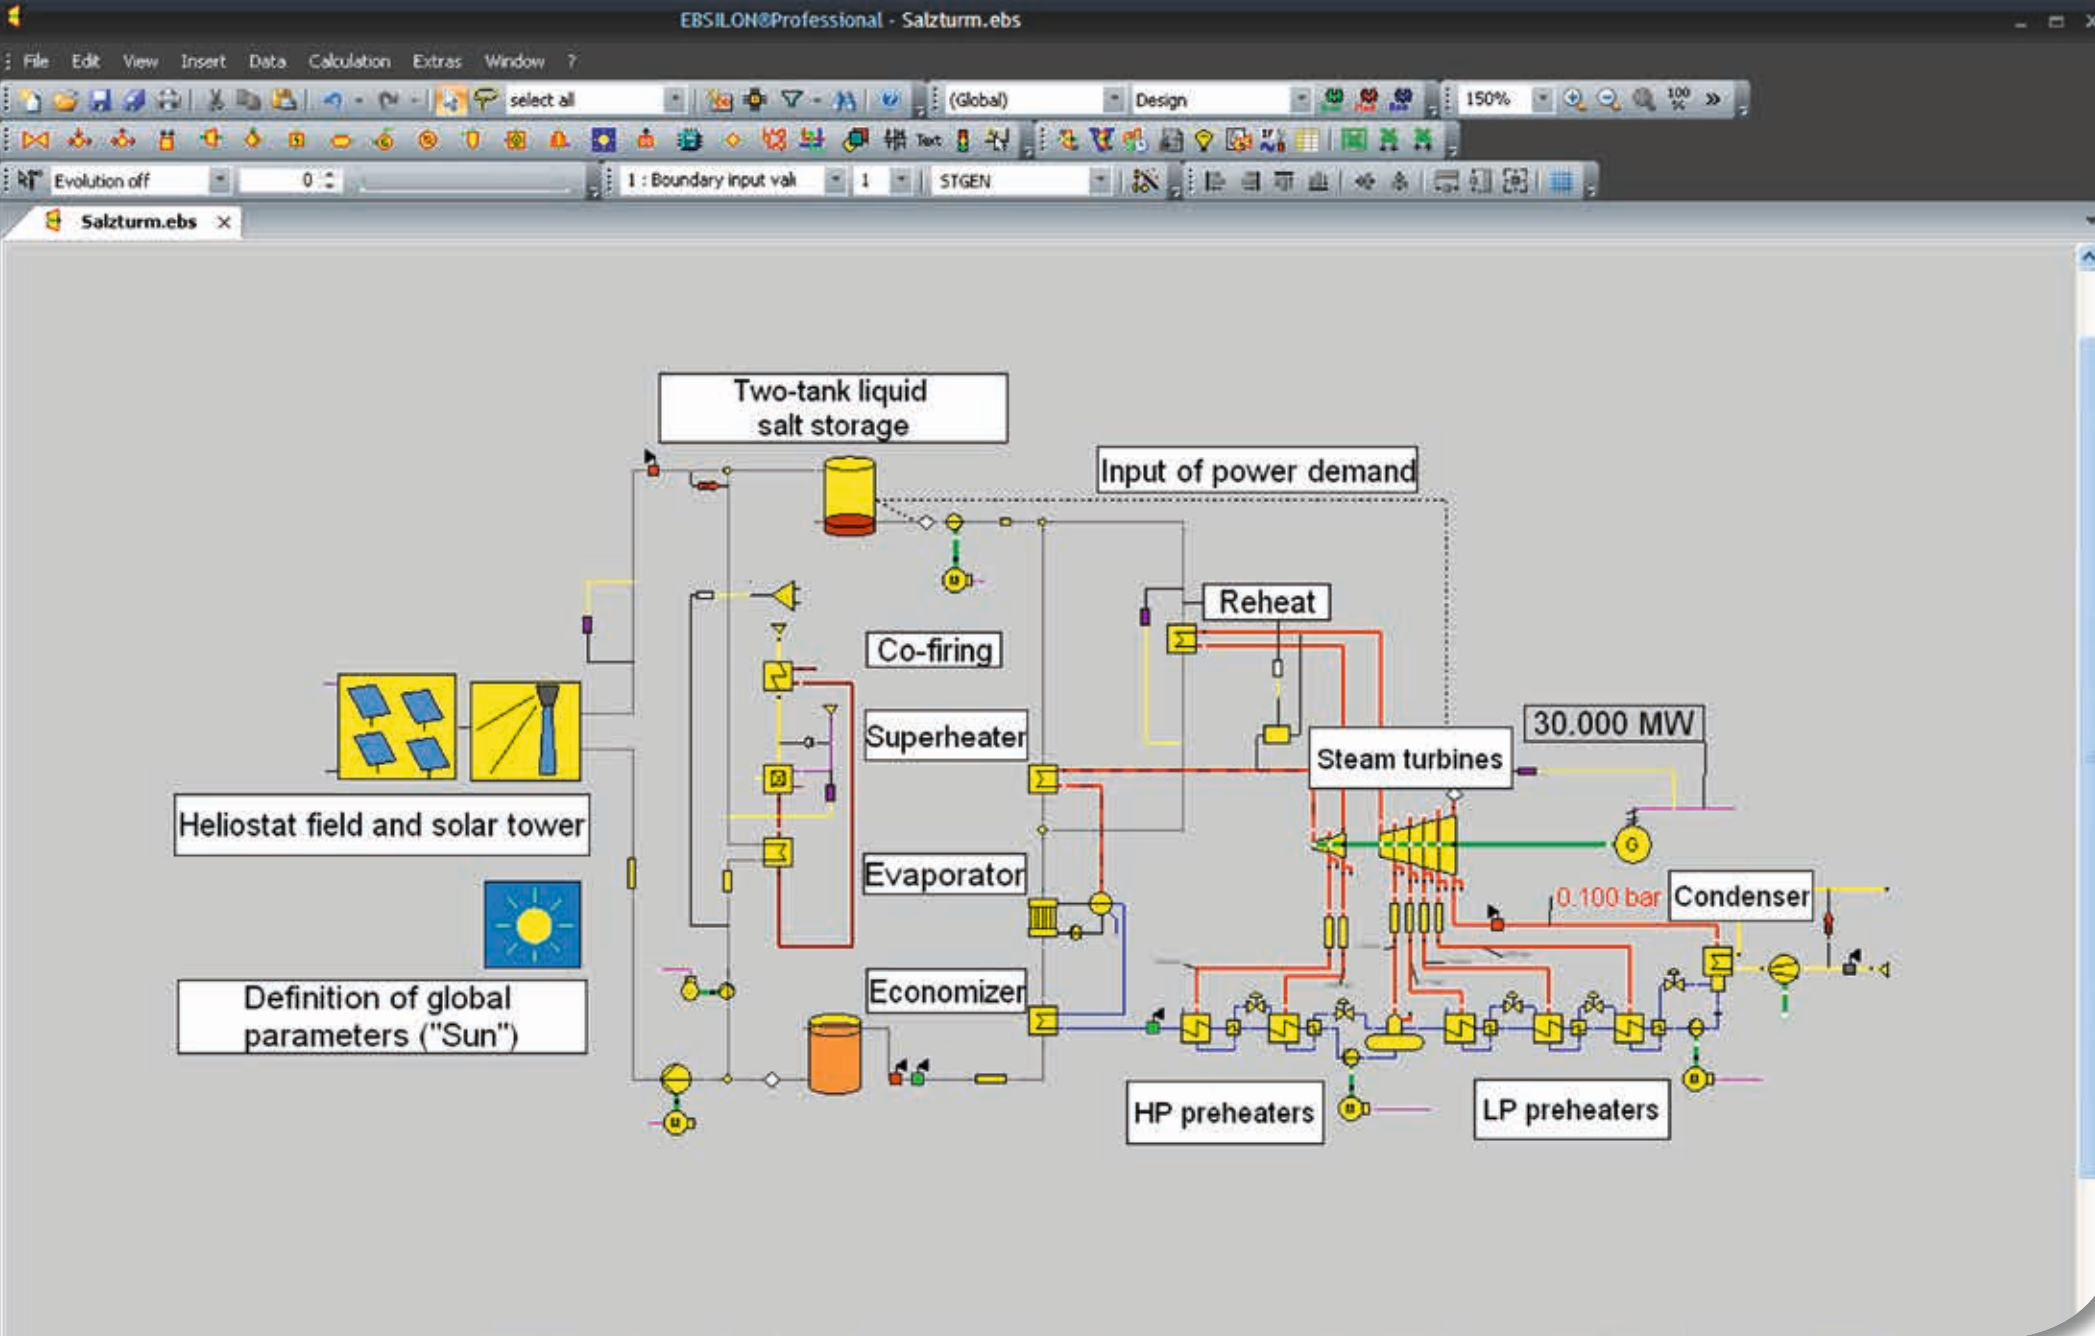 EBSILON®Professional - Salzturm.ebs
File Edit View Insert Data Calculation Extras Window ?
select all (Global) Design 150% 100 %
Text
Evolution off 0 1 : Boundary input valu 1 STGEN
Salzturm.ebs
Two-tank liquid
salt storage
Input of power demand
Reheat
Co-firing
Superheater
30.000 MW
Steam turbines
Heliostat field and solar tower
Evaporator
0.100 bar
Condenser
G
Economizer
Definition of global
parameters ("Sun")
HP preheaters
LP preheaters